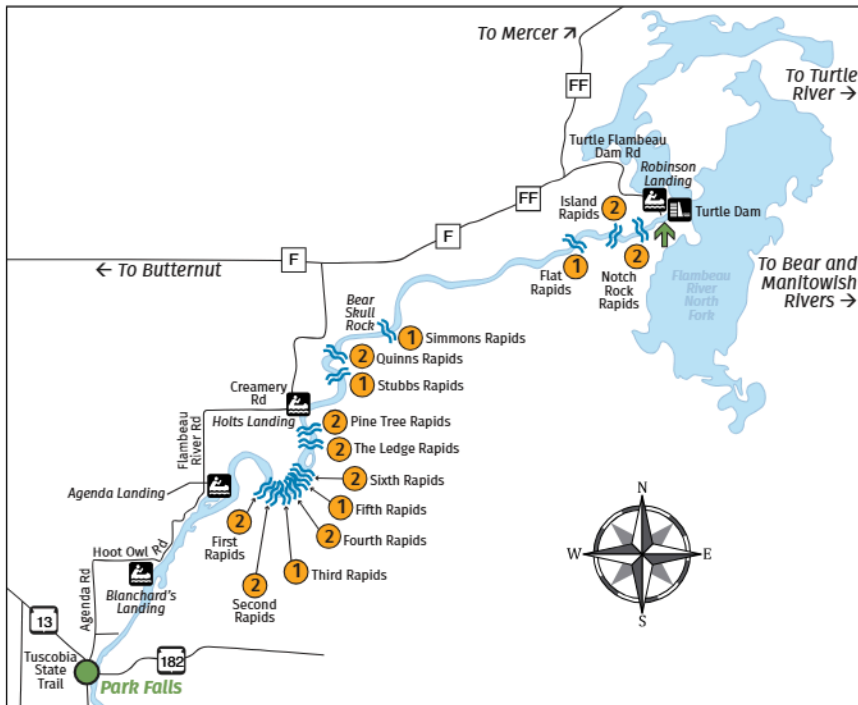 To Mercer ↗
FF
To Turtle
River →
Turtle Flambeau
Dam Rd
Robinson
Landing
Island
Rapids
2
FF
Turtle Dam
F
F
← To Butternut
Flat
Rapids
1
2
Notch
Rock
Rapids
Flambeau
River
North
Fork
To Bear and
Manitowish
Rivers →
Bear
Skull
Rock
1 Simmons Rapids
2 Quinns Rapids
1 Stubbs Rapids
Creamery
Rd
Holts Landing
Flambeau
River Rd
2 Pine Tree Rapids
2 The Ledge Rapids
2 Sixth Rapids
Agenda Landing
1 Fifth Rapids
2
First
Rapids
2 Fourth Rapids
1 Third Rapids
2
Second
Rapids
Hoot Owl Rd
Agenda Rd
Blanchard's
Landing
13
Tuscobia
State
Trail
182
Park Falls
N
W
E
S